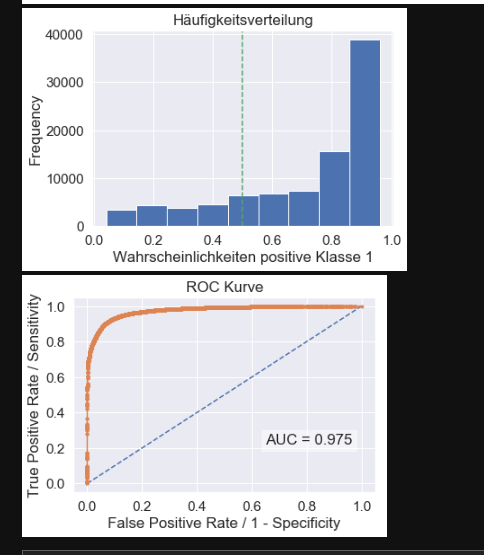 Häufigkeitsverteilung
40000
30000
20000
10000
0
Frequency
0.0 0.2 0.4 0.6 0.8 1.0
Wahrscheinlichkeiten positive Klasse 1
ROC Kurve
1.0
0.8
0.6
0.4
0.2
0.0
True Positive Rate / Sensitivity
AUC = 0.975
0.0 0.2 0.4 0.6 0.8 1.0
False Positive Rate / 1 - Specificity